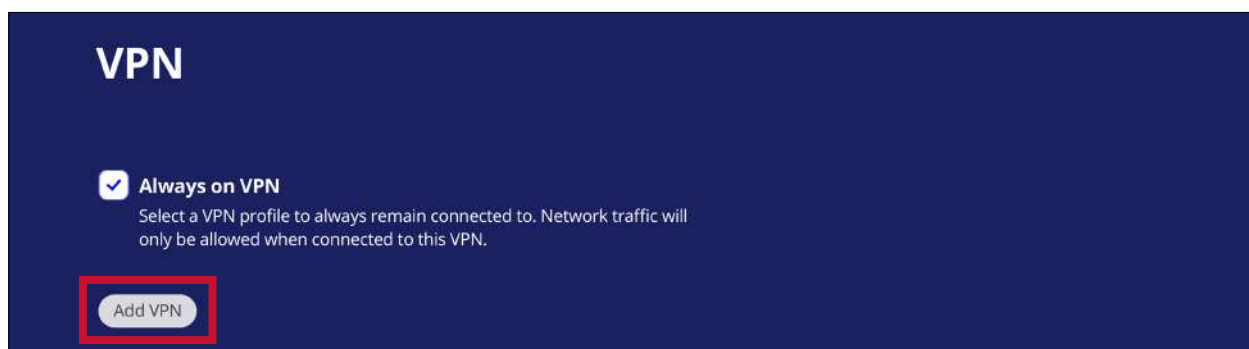 VPN
Always on VPN
Select a VPN profile to always remain connected to. Network traffic will
only be allowed when connected to this VPN.
Add VPN